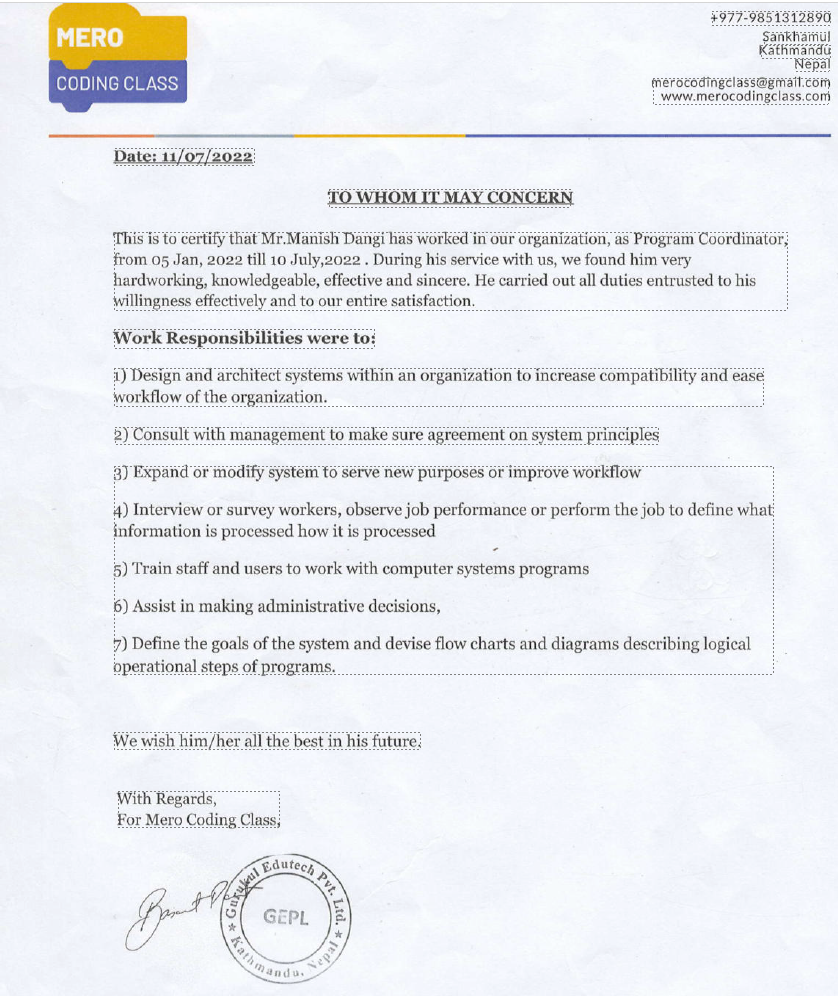 MERO
CODING CLASS
+977-9851312890
Sankhamul
Kathmandu
Nepal
merocodingclass@gmail.com
www.merocodingclass.com
Date: 11/07/2022
TO WHOM IT MAY CONCERN
This is to certify that Mr.Manish Dangi has worked in our organization, as Program Coordinator,
from 05 Jan, 2022 till 10 July,2022 . During his service with us, we found him very
hardworking, knowledgeable, effective and sincere. He carried out all duties entrusted to his
willingness effectively and to our entire satisfaction.
Work Responsibilities were to:
1) Design and architect systems within an organization to increase compatibility and ease
workflow of the organization.
2) Consult with management to make sure agreement on system principles
3) Expand or modify system to serve new purposes or improve workflow
4) Interview or survey workers, observe job performance or perform the job to define what
information is processed how it is processed
5) Train staff and users to work with computer systems programs
6) Assist in making administrative decisions,
7) Define the goals of the system and devise flow charts and diagrams describing logical
operational steps of programs.
We wish him/her all the best in his future.
With Regards,
For Mero Coding Class,
Gurukul Edutech Pvt. Ltd.
GEPL
Kathmandu, Nepal